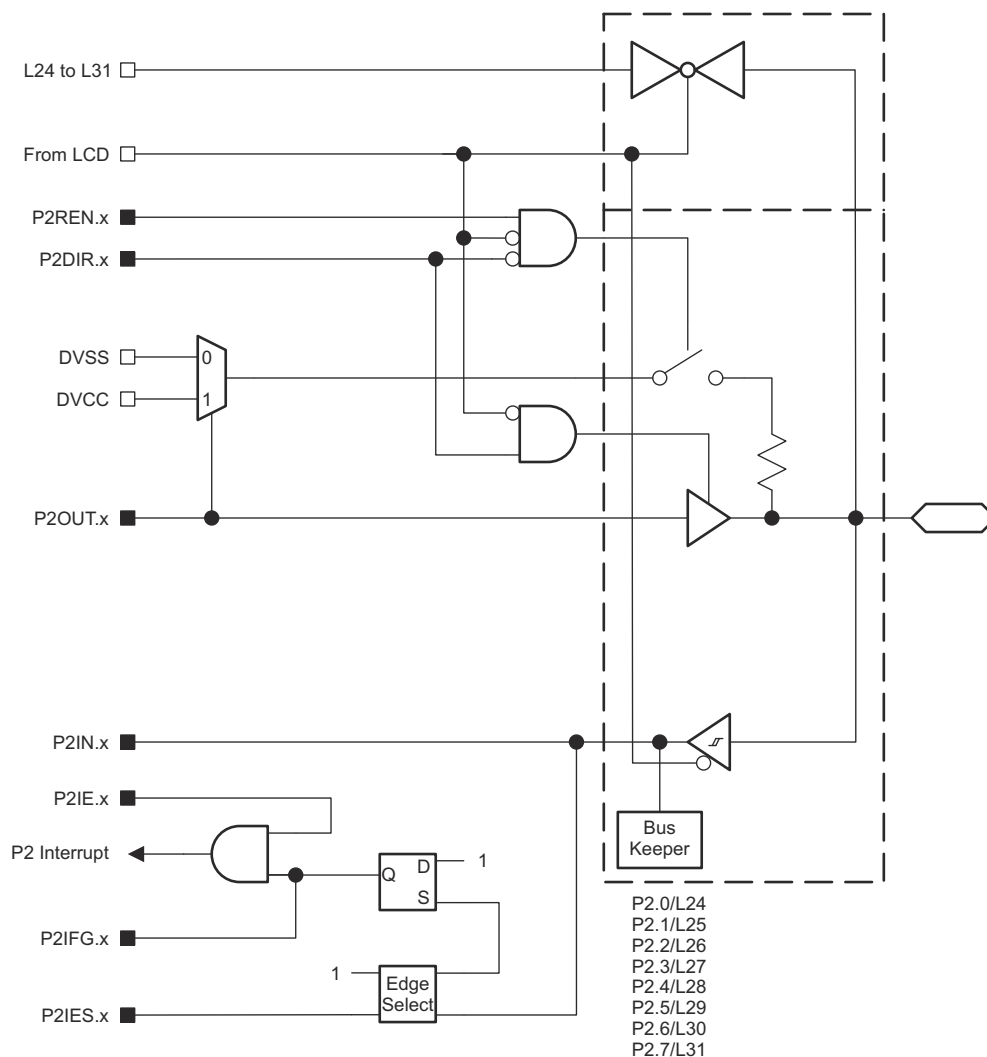 L24 to L31
From LCD
P2REN.x
P2DIR.x
DVSS
0
DVCC
1
P2OUT.x
P2IN.x
P2IE.x
Bus
Keeper
P2 Interrupt
Q
D
1
S
P2IFG.x
1
Edge
Select
P2IES.x
P2.0/L24
P2.1/L25
P2.2/L26
P2.3/L27
P2.4/L28
P2.5/L29
P2.6/L30
P2.7/L31